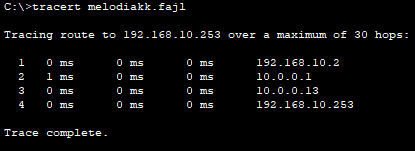 C:\>tracert melodiakk.fajl
Tracing route to 192.168.10.253 over a maximum of 30 hops:
1 0 ms 0 ms 0 ms 192.168.10.2
2 1 ms 0 ms 0 ms 10.0.0.1
3 0 ms 0 ms 0 ms 10.0.0.13
4 0 ms 0 ms 0 ms 192.168.10.253
Trace complete.